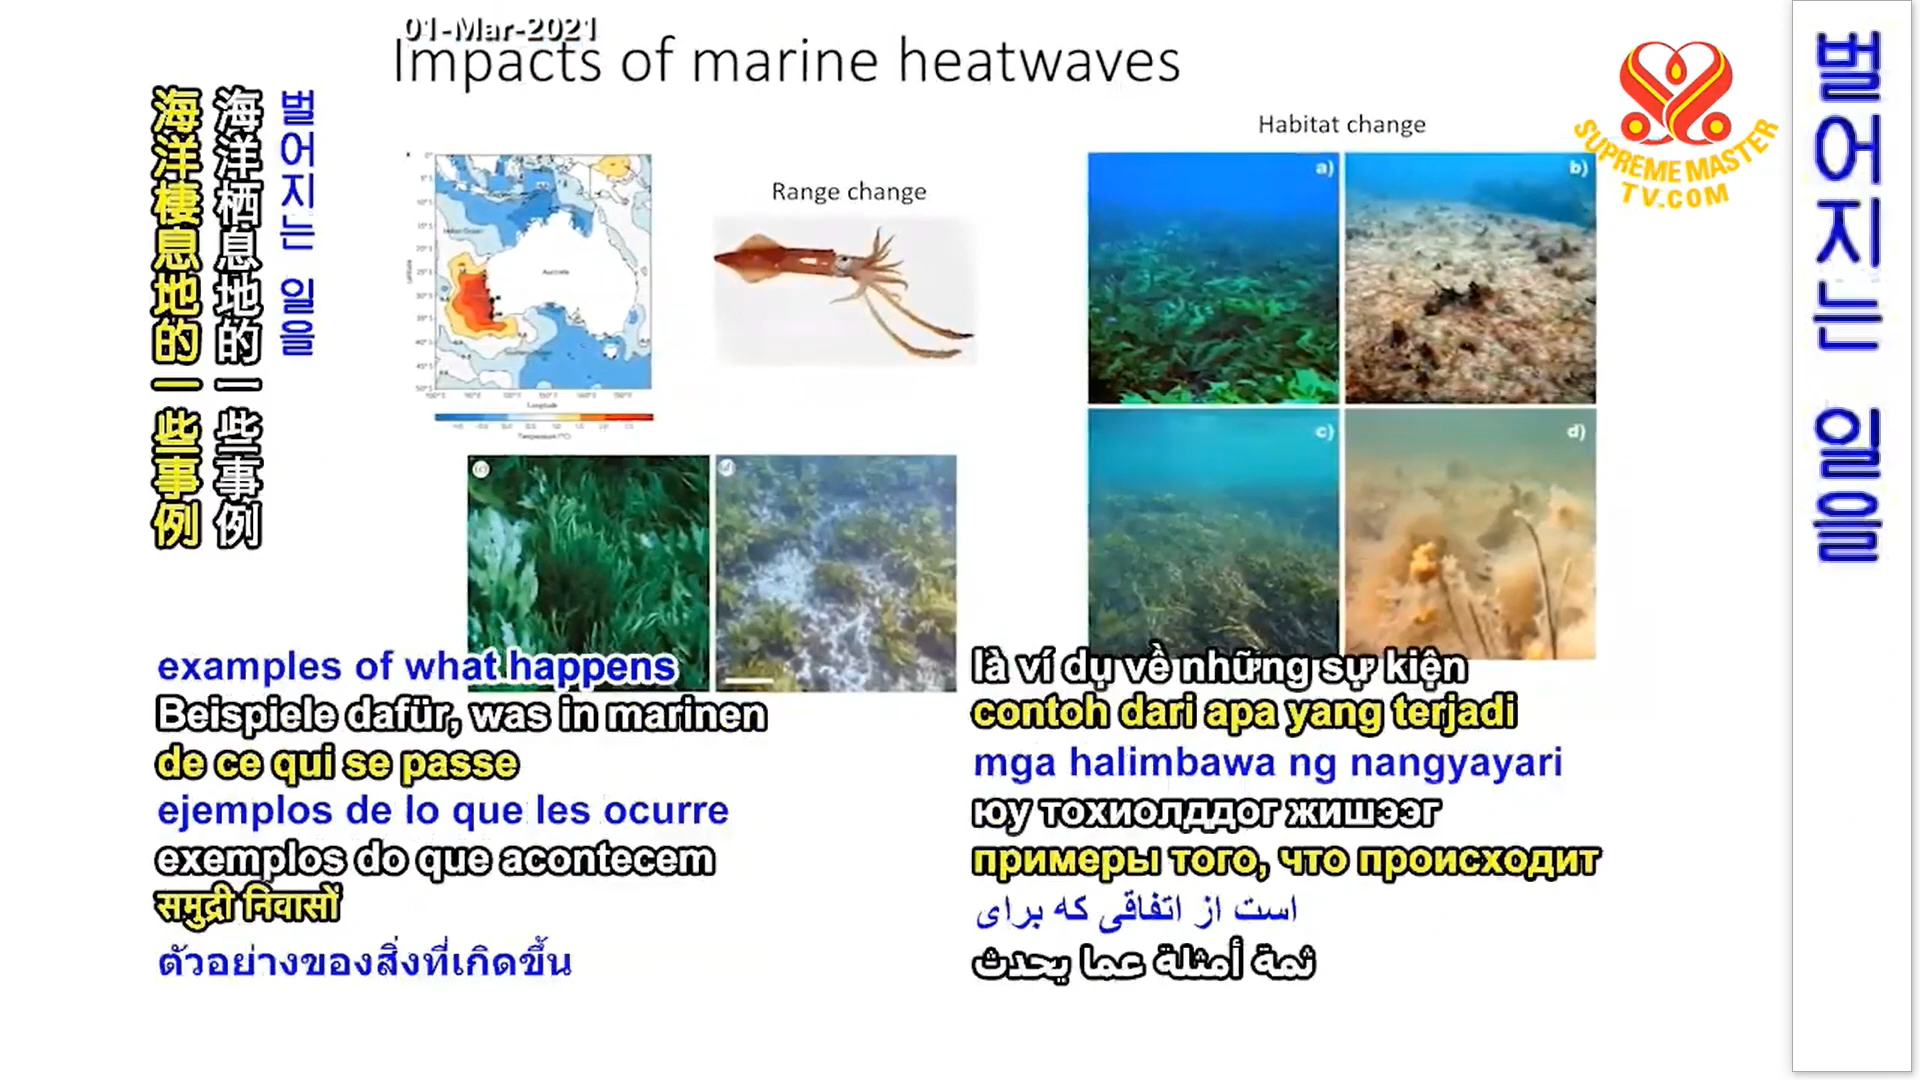 01-Mar-2021
Impacts of marine heatwaves
SUPREME MASTER
TV.COM
벌어지는 일을
벌어지는 일을
海洋栖息地的一些事例
海洋棲息地的一些事例
Habitat change
Range change
Australia
Longitude
Temperature (°C)
a)
b)
c)
d)
examples of what happens
Beispiele dafür, was in marinen
de ce qui se passe
ejemplos de lo que les ocurre
exemplos do que acontecem
समुद्री निवासों
ตัวอย่างของสิ่งที่เกิดขึ้น
là ví dụ về những sự kiện
contoh dari apa yang terjadi
mga halimbawa ng nangyayari
юу тохиолддог жишээг
примеры того, что происходит
است از اتفاقی که برای
ثمة أمثلة عما يحدث